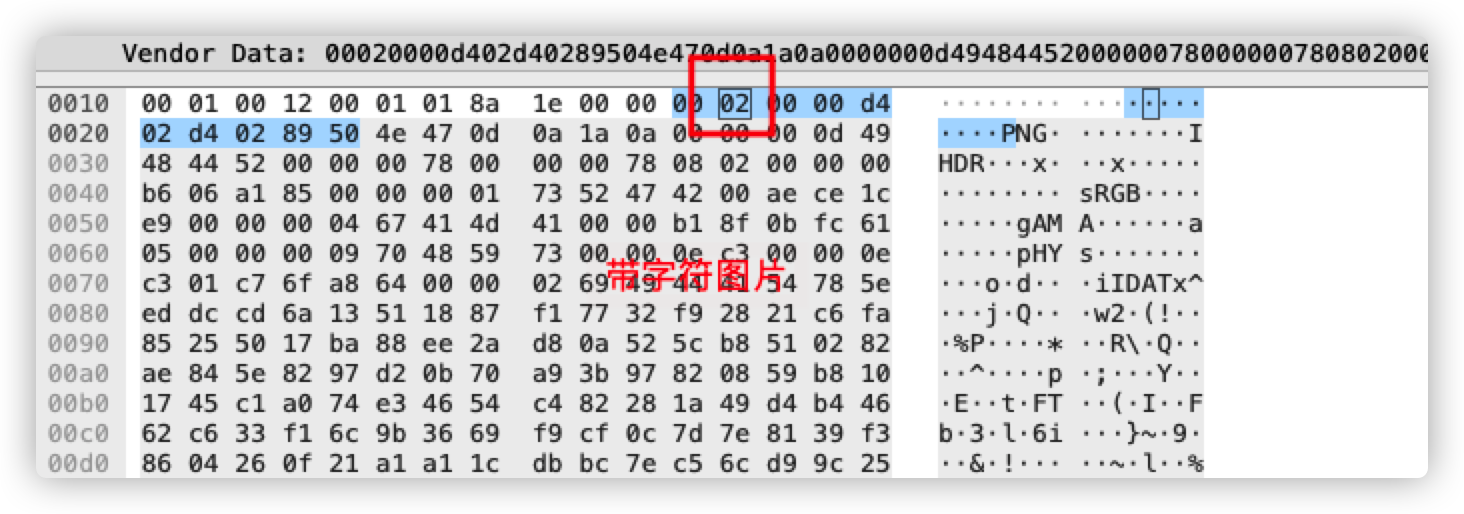 Vendor Data: 00020000d402d40289504e470d0a1a0a0000000d4948445200000078000000780802000
0010 00 01 00 12 00 01 01 8a 1e 00 00 00 02 00 00 d4 ········ ········
0020 02 d4 02 89 50 4e 47 0d 0a 1a 0a 00 00 00 0d 49 ····PNG· ·······I
0030 48 44 52 00 00 00 78 00 00 00 78 08 02 00 00 00 HDR···x· ··x·····
0040 b6 06 a1 85 00 00 00 01 73 52 47 42 00 ae ce 1c ········ sRGB····
0050 e9 00 00 00 04 67 41 4d 41 00 00 b1 8f 0b fc 61 ·····gAM A······a
0060 05 00 00 00 09 70 48 59 73 00 00 0e c3 00 00 0e ·····pHY s·······
带字符图片
0070 c3 01 c7 6f a8 64 00 00 02 69 49 44 41 54 78 5e ···o·d·· ·iIDATx^
0080 ed dc cd 6a 13 51 18 87 f1 77 32 f9 28 21 c6 fa ···j·Q·· ·w2·(!··
0090 85 25 50 17 ba 88 ee 2a d8 0a 52 5c b8 51 02 82 ·%P····* ··R\·Q··
00a0 ae 84 5e 82 97 d2 0b 70 a9 3b 97 82 08 59 b8 10 ··^····p ·;···Y··
00b0 17 45 c1 a0 74 e3 46 54 c4 82 28 1a 49 d4 b4 46 ·E··t·FT ··(·I··F
00c0 62 c6 33 f1 6c 9b 36 69 f9 cf 0c 7d 7e 81 39 f3 b·3·l·6i ···}~·9·
00d0 86 04 26 0f 21 a1 a1 1c db bc 7e c5 6c d9 9c 25 ··&·!··· ··~·l··%